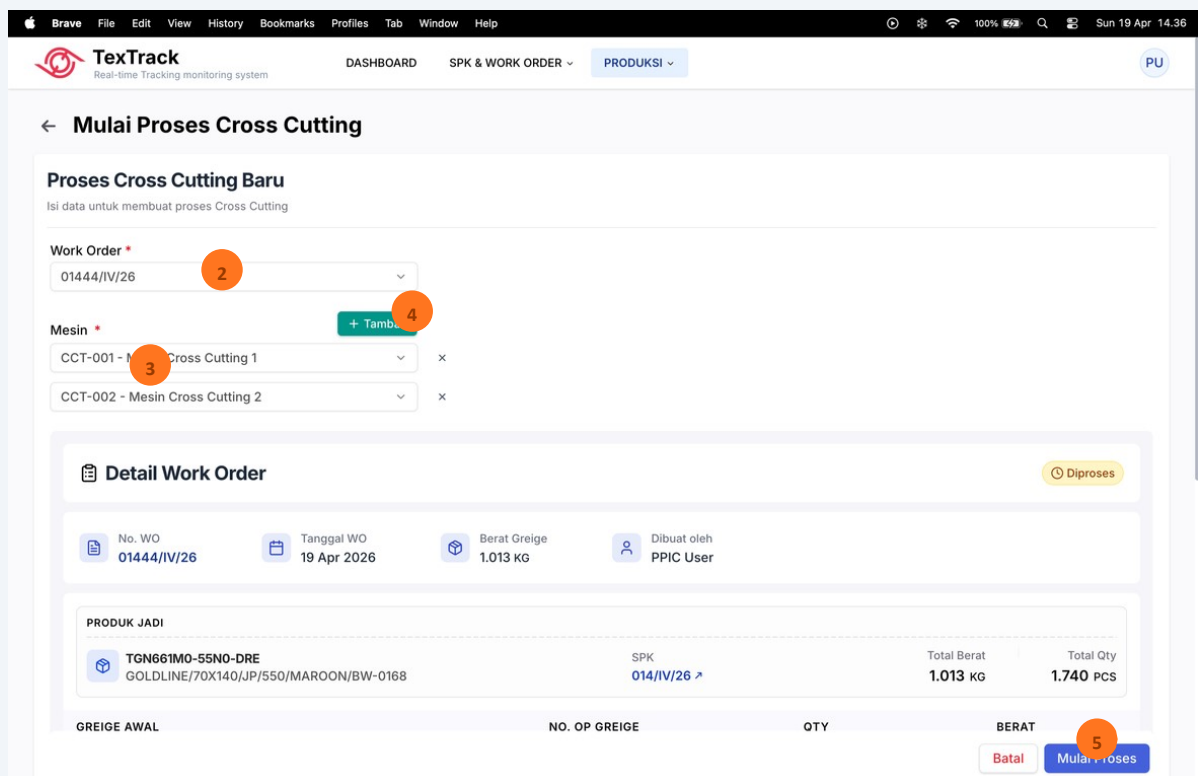 Brave File Edit View History Bookmarks Profiles Tab Window Help 100% Sun 19 Apr 14.36
TexTrack
Real-time Tracking monitoring system
DASHBOARD SPK & WORK ORDER PRODUKSI PU
← Mulai Proses Cross Cutting
Proses Cross Cutting Baru
Isi data untuk membuat proses Cross Cutting
Work Order *
01444/IV/26 2
4
Mesin * +
CCT-001 - Cross Cutting 1 ×
3
CCT-002 - Mesin Cross Cutting 2 ×
Detail Work Order Diproses
No. WO Tanggal WO Berat Greige Dibuat oleh
01444/IV/26 19 Apr 2026 1.013 KG PPIC User
PRODUK JADI
TGN661M0-55N0-DRE SPK Total Berat Total Qty
GOLDLINE/70X140/JP/550/MAROON/BW-0168 014/IV/26 ↗ 1.013 KG 1.740 PCS
GREIGE AWAL NO. OP GREIGE QTY BERAT
5
Batal Mulai Proses